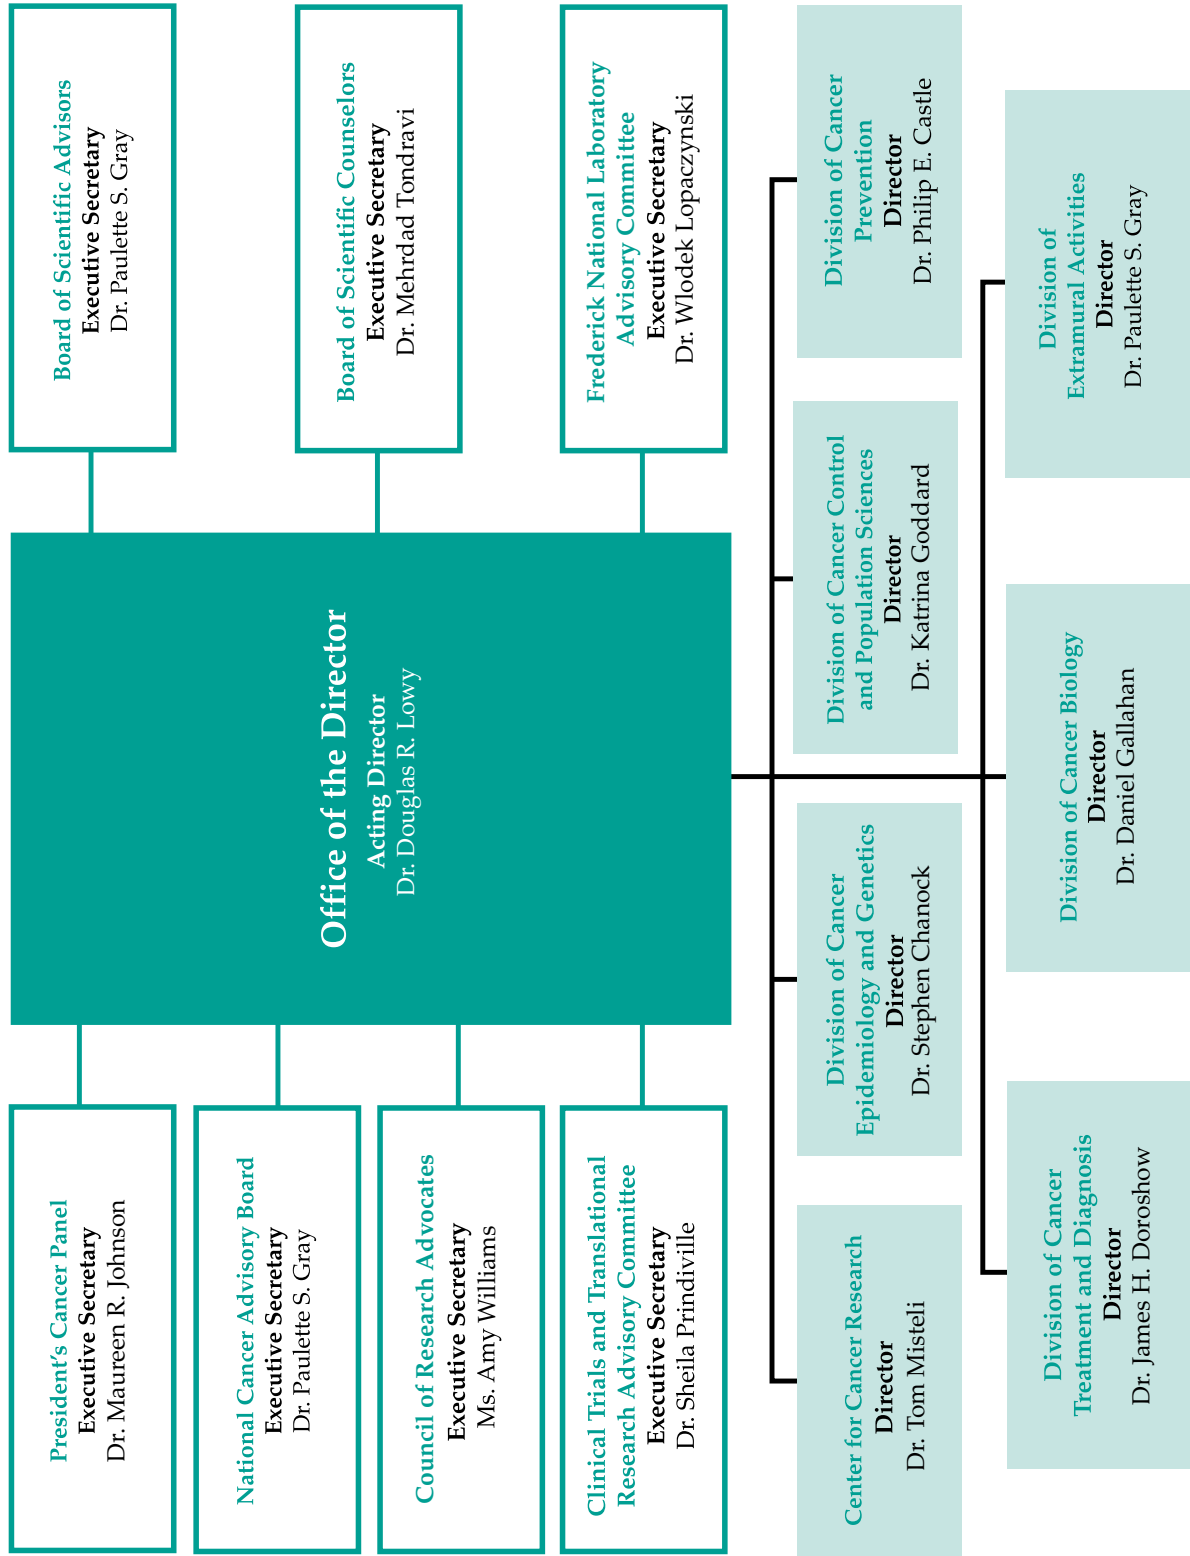 President's Cancer Panel
Executive Secretary
Dr. Maureen R. Johnson
National Cancer Advisory Board
Executive Secretary
Dr. Paulette S. Gray
Council of Research Advocates
Executive Secretary
Ms. Amy Williams
Clinical Trials and Translational
Research Advisory Committee
Executive Secretary
Dr. Sheila Prindiville
Office of the Director
Acting Director
Dr. Douglas R. Lowy
Board of Scientific Advisors
Executive Secretary
Dr. Paulette S. Gray
Board of Scientific Counselors
Executive Secretary
Dr. Mehrdad Tondravi
Frederick National Laboratory
Advisory Committee
Executive Secretary
Dr. Wlodek Lopaczynski
Center for Cancer Research
Director
Dr. Tom Misteli
Division of Cancer
Epidemiology and Genetics
Director
Dr. Stephen Chanock
Division of Cancer Control
and Population Sciences
Director
Dr. Katrina Goddard
Division of Cancer
Prevention
Director
Dr. Philip E. Castle
Division of Cancer
Treatment and Diagnosis
Director
Dr. James H. Doroshow
Division of Cancer Biology
Director
Dr. Daniel Gallahan
Division of
Extramural Activities
Director
Dr. Paulette S. Gray